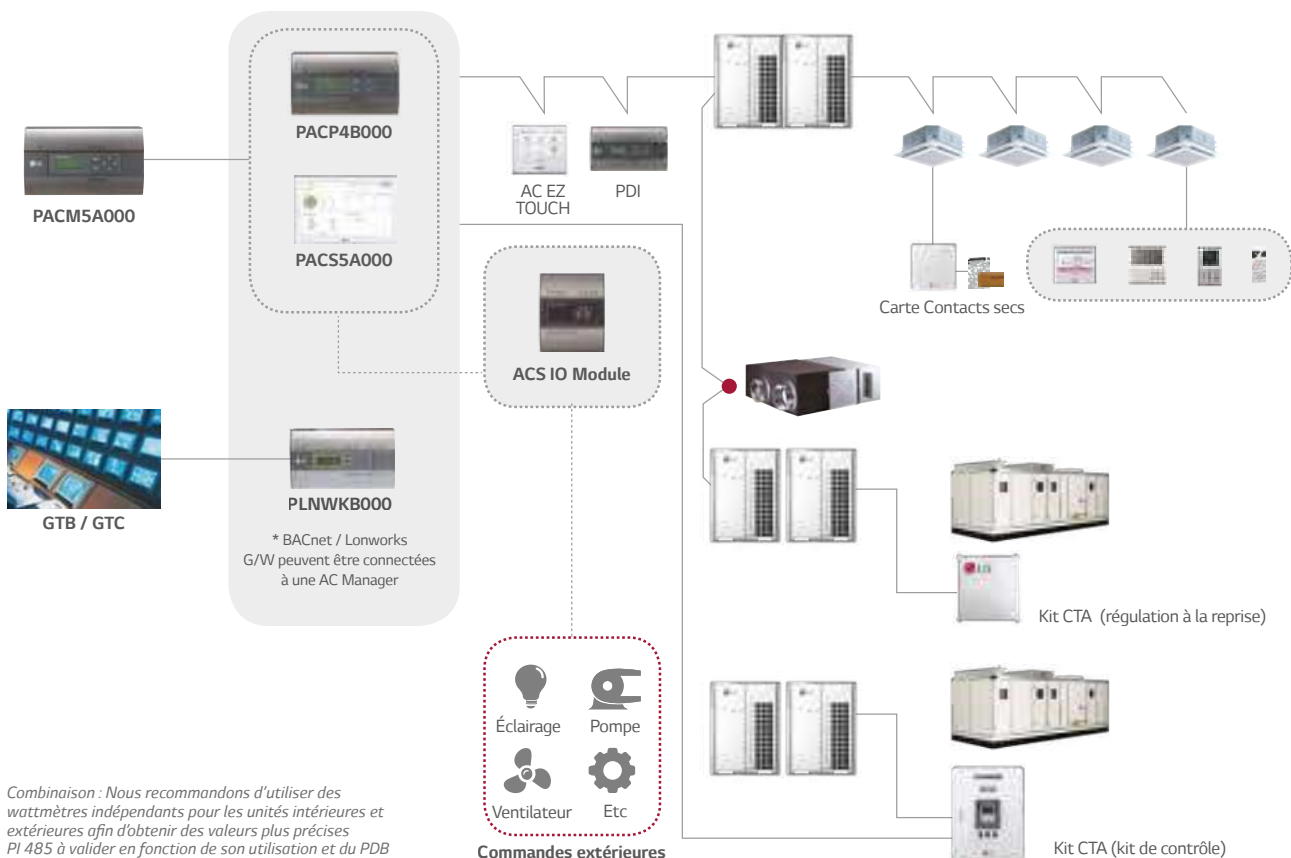 PACP4B000
PACM5A000
PACS5A000
AC EZ
TOUCH
PDI
Carte Contacts secs
ACS IO Module
GTB / GTC
PLNWKB000
* BACnet / Lonworks
G/W peuvent être connectées
à une AC Manager
LG
Kit CTA (régulation à la reprise)
Éclairage
Pompe
Ventilateur
Etc
Commandes extérieures
Kit CTA (kit de contrôle)
Combinaison : Nous recommandons d'utiliser des
wattmètres indépendants pour les unités intérieures et
extérieures afin d'obtenir des valeurs plus précises
PI 485 à valider en fonction de son utilisation et du PDB